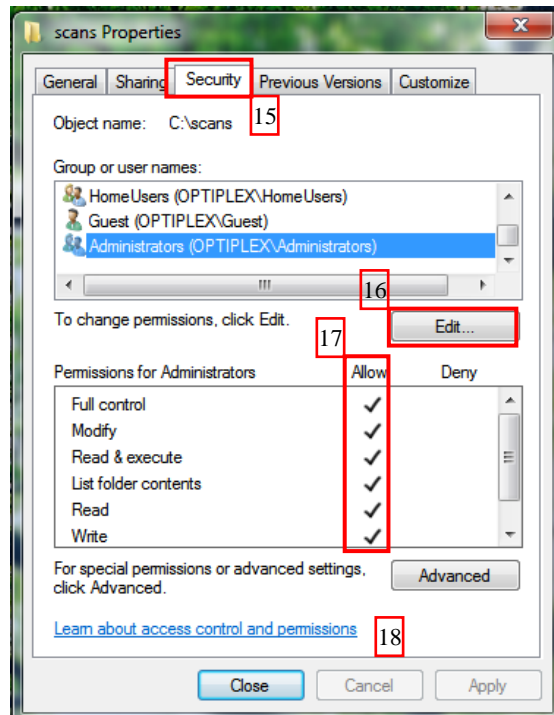 scans Properties
General Sharing Security Previous Versions Customize
15
Object name: C:\scans
Group or user names:
HomeUsers (OPTIPLEX\HomeUsers)
Guest (OPTIPLEX\Guest)
Administrators (OPTIPLEX\Administrators)
16
To change permissions, click Edit.
Edit...
17
Permissions for Administrators Allow Deny
Full control
Modify
Read & execute
List folder contents
Read
Write
For special permissions or advanced settings,
click Advanced.
Advanced
Learn about access control and permissions
18
Close Cancel Apply